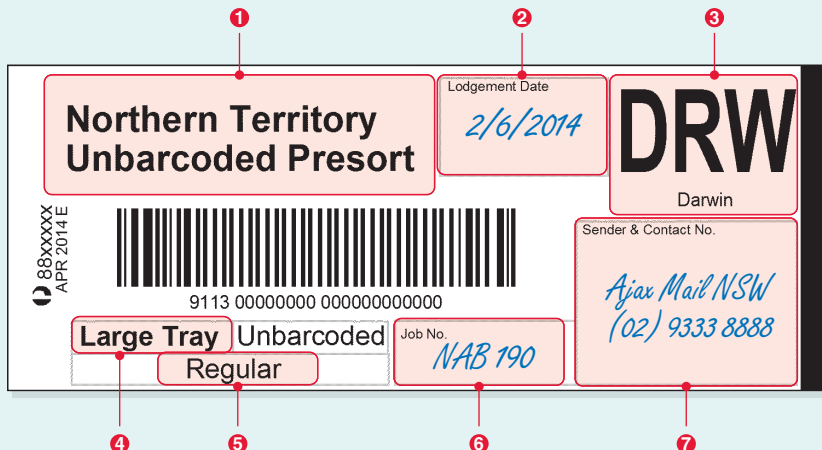 1 2 3
Northern Territory
Unbarcoded Presort
Lodgement Date
2/6/2014
DRW
Darwin
88XXXXX
APR 2014 E
9113 00000000 000000000000
Sender & Contact No.
Ajax Mail NSW
(02) 9333 8888
Large Tray Unbarcoded
Regular
Job No.
NAB 190
4 5 6 7